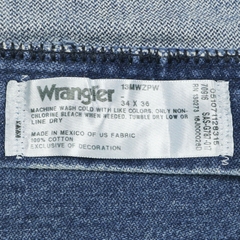 Wrangler
13MWZPW
34 X 36
MACHINE WASH COLD WITH LIKE COLORS. ONLY NON-
CHLORINE BLEACH WHEN NEEDED. TUMBLE DRY LOW OR
LINE DRY
MADE IN MEXICO OF US FABRIC
100% COTTON
EXCLUSIVE OF DECORATION